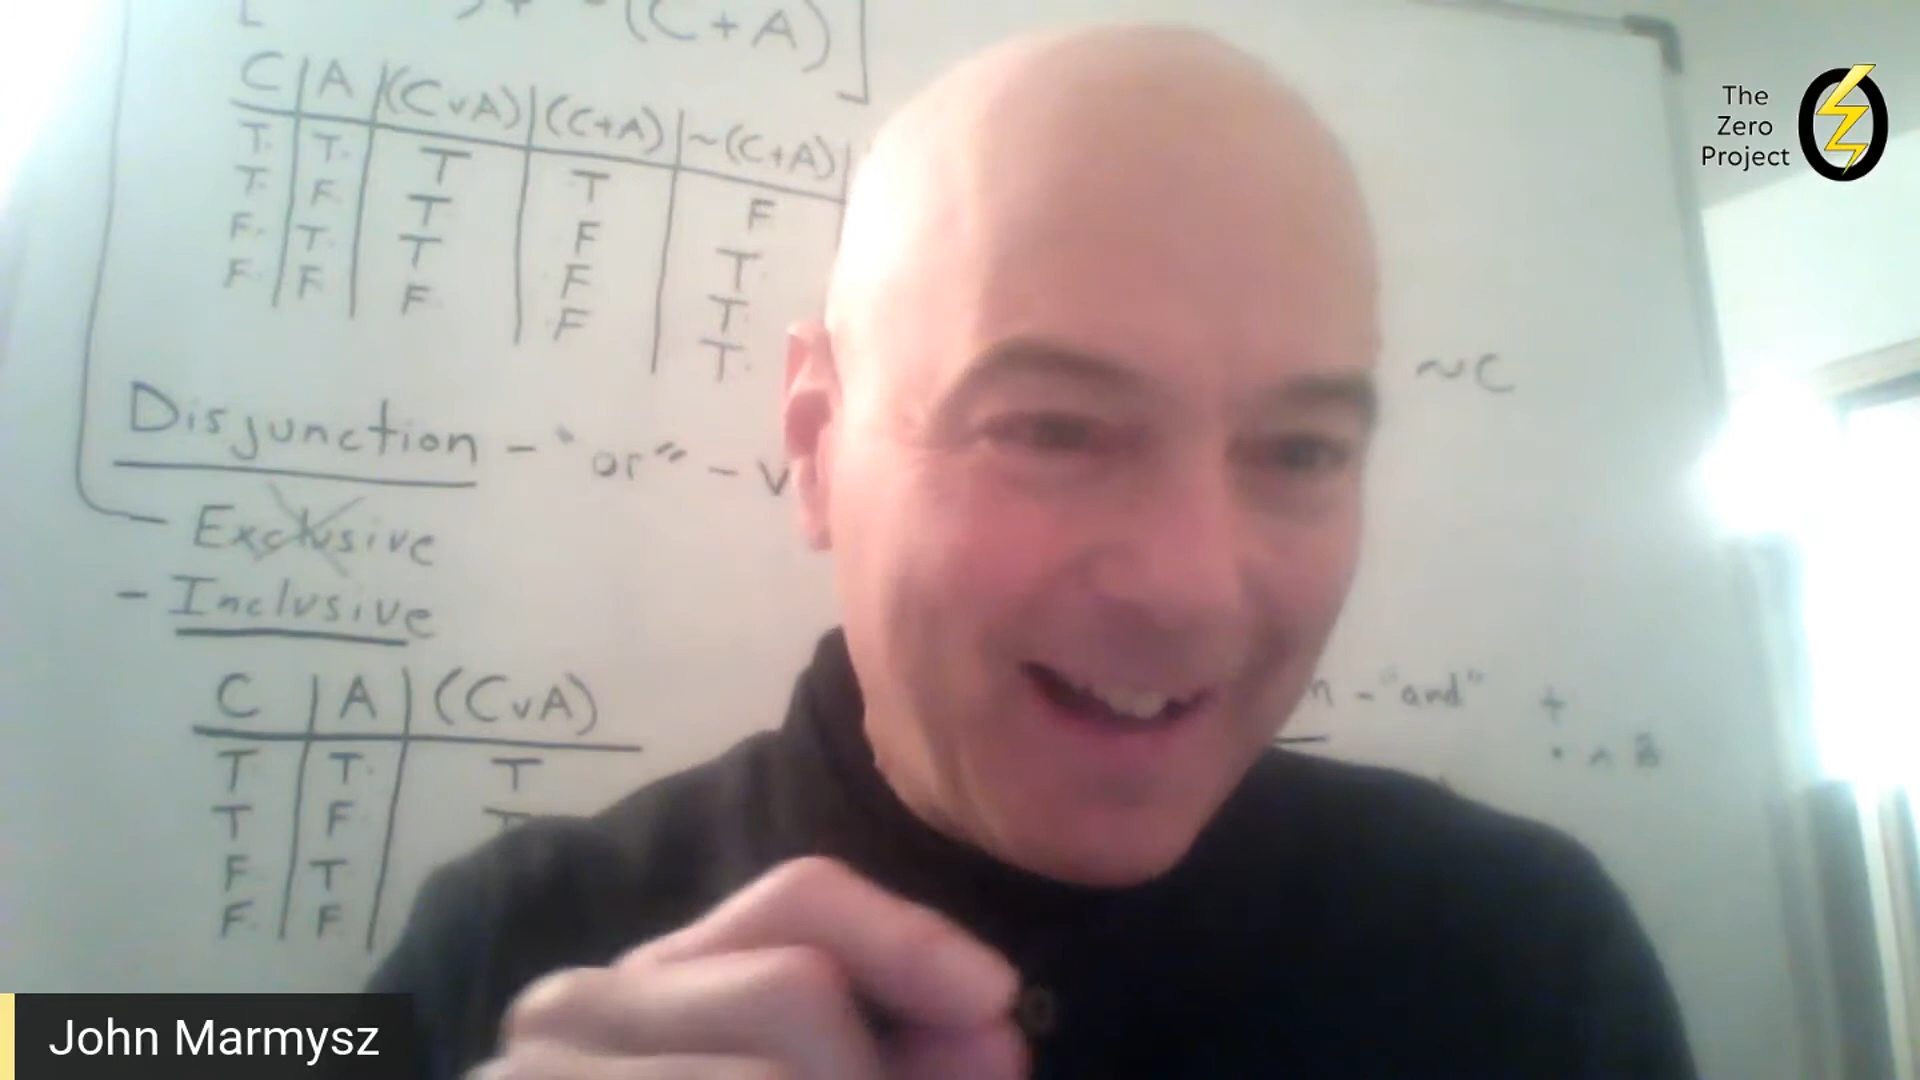 (C+A)]
C | A | (CvA) | (C+A) | ~(C+A)
T T T T F
T F T F T
F T T F T
F F F F T
Disjunction - "or" - v
Exclusive
- Inclusive
C | A | (CvA)
T T T
T F T
F T
F F
~C
- "and" +
The
Zero
Project
John Marmysz